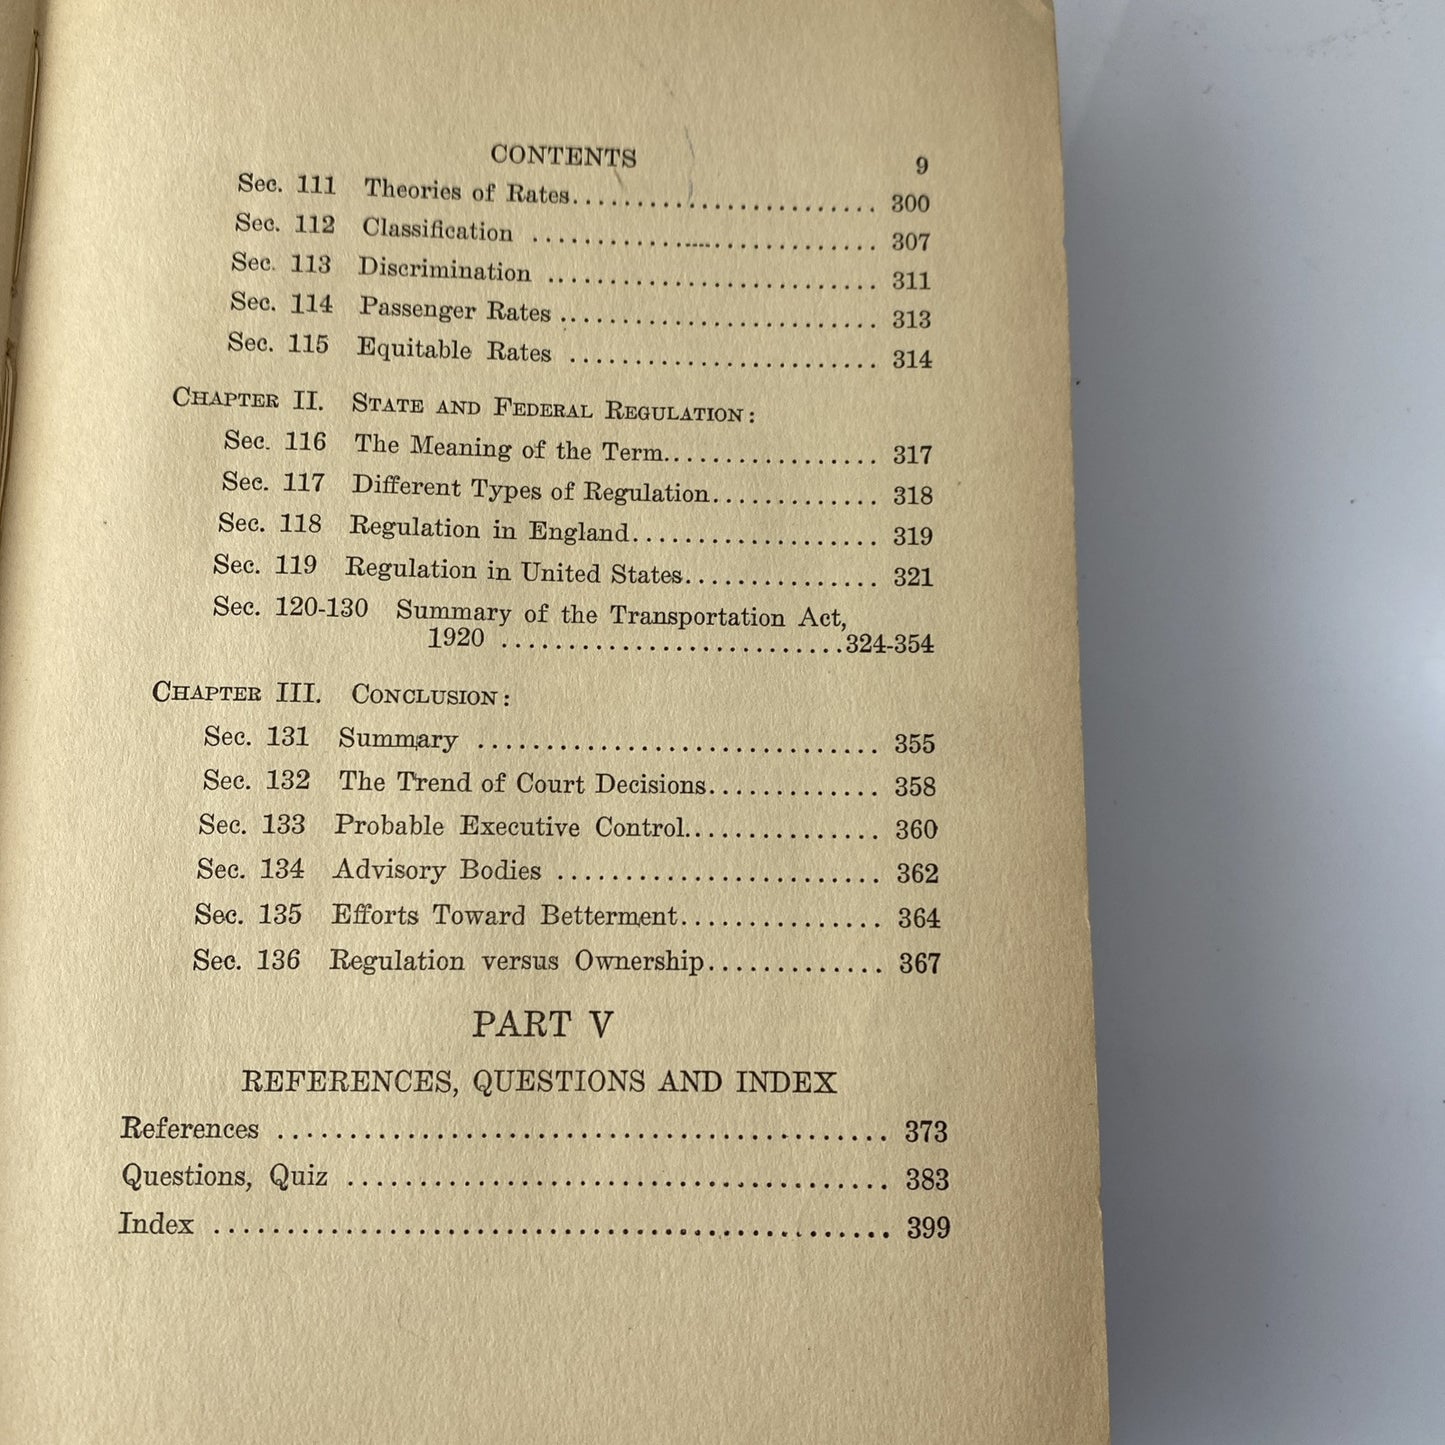 CONTENTS 9
Sec. 111 Theories of Rates........................ 300
Sec. 112 Classification ........................... 307
Sec. 113 Discrimination .......................... 311
Sec. 114 Passenger Rates ......................... 313
Sec. 115 Equitable Rates ........................ 314
CHAPTER II. STATE AND FEDERAL REGULATION:
Sec. 116 The Meaning of the Term................. 317
Sec. 117 Different Types of Regulation............. 318
Sec. 118 Regulation in England................... 319
Sec. 119 Regulation in United States............... 321
Sec. 120-130 Summary of the Transportation Act,
1920 ..........................324-354
CHAPTER III. CONCLUSION:
Sec. 131 Summary .............................. 355
Sec. 132 The Trend of Court Decisions............. 358
Sec. 133 Probable Executive Control............... 360
Sec. 134 Advisory Bodies ........................ 362
Sec. 135 Efforts Toward Betterment............... 364
Sec. 136 Regulation versus Ownership............. 367
PART V
REFERENCES, QUESTIONS AND INDEX
References ........................................... 373
Questions, Quiz ...................................... 383
Index ............................................... 399